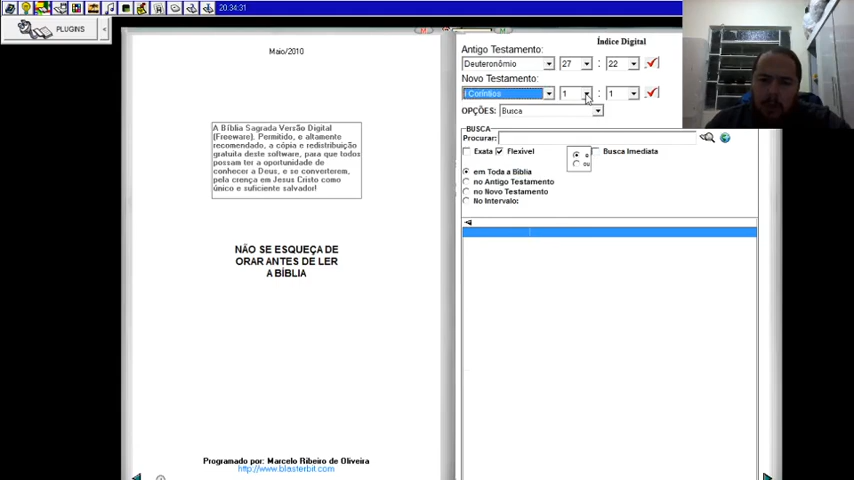 20:34:31
PLUGINS
Maio/2010
A Bíblia Sagrada Versão Digital
(Freeware). Permitido, e altamente
recomendado, a cópia e redistribuição
gratuita deste software, para que todos
possam ter a oportunidade de
conhecer a Deus, e se converterem,
pela crença em Jesus Cristo como
único e suficiente salvador!
NÃO SE ESQUEÇA DE
ORAR ANTES DE LER
A BÍBLIA
Programado por: Marcelo Ribeiro de Oliveira
http://www.blasterbit.com
Índice Digital
Antigo Testamento:
Deuteronômio 27 : 22
Novo Testamento:
I Coríntios 1 : 1
OPÇÕES: Busca
BUSCA
Procurar:
Exata Flexível e Busca Imediata
ou
em Toda a Bíblia
no Antigo Testamento
no Novo Testamento
No Intervalo: